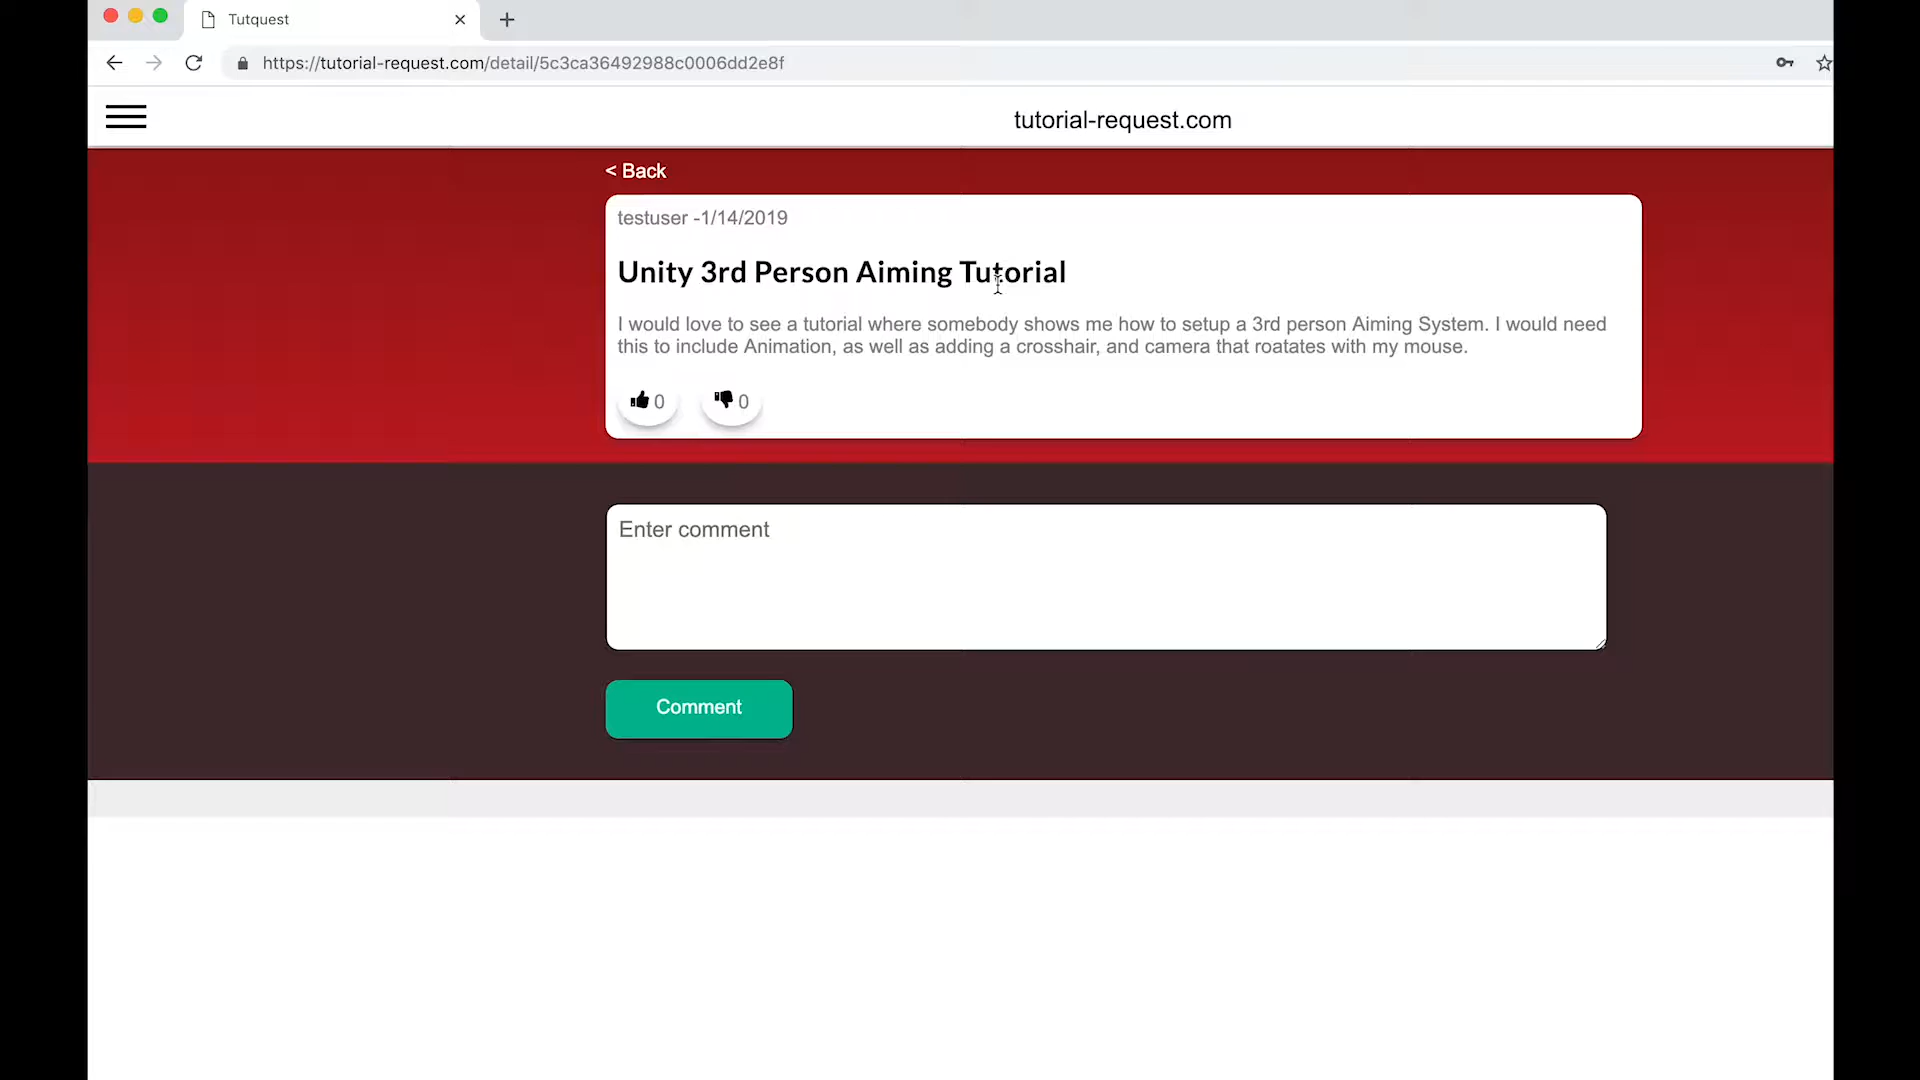 Tutquest
https://tutorial-request.com/detail/5c3ca36492988c0006dd2e8f
tutorial-request.com
< Back
testuser -1/14/2019
Unity 3rd Person Aiming Tutorial
I would love to see a tutorial where somebody shows me how to setup a 3rd person Aiming System. I would need
this to include Animation, as well as adding a crosshair, and camera that roatates with my mouse.
0 0
Enter comment
Comment